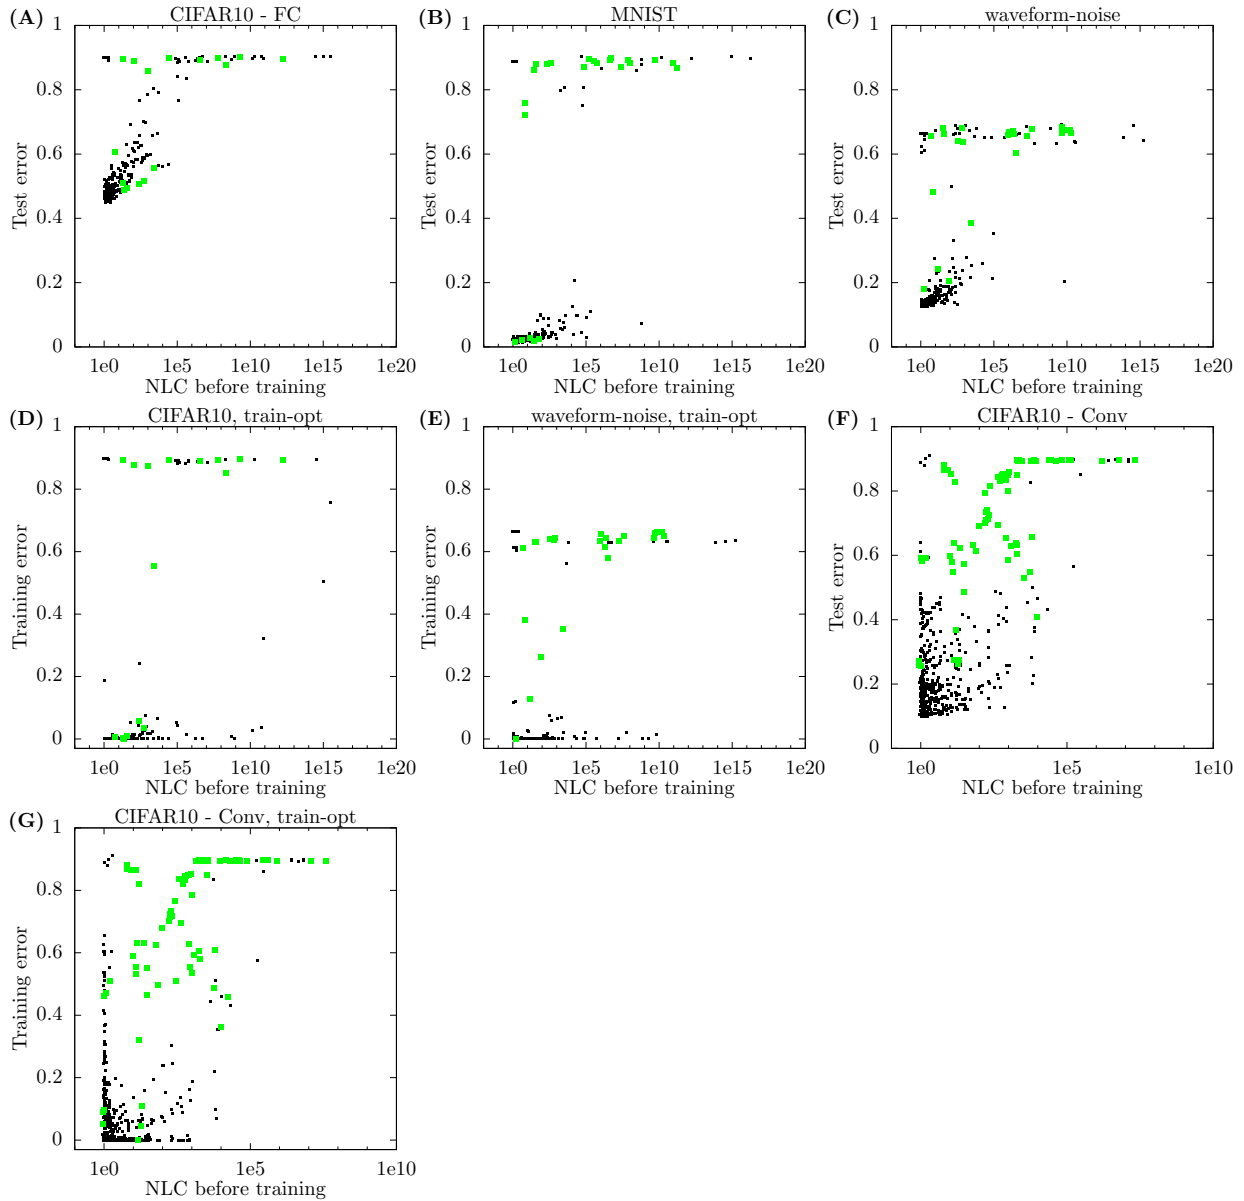 (A) CIFAR10 - FC
Test error
1
0.8
0.6
0.4
0.2
0
1e0 1e5 1e10 1e15 1e20
NLC before training
(B) MNIST
Test error
1
0.8
0.6
0.4
0.2
0
1e0 1e5 1e10 1e15 1e20
NLC before training
(C) waveform-noise
Test error
1
0.8
0.6
0.4
0.2
0
1e0 1e5 1e10 1e15 1e20
NLC before training
(D) CIFAR10, train-opt
Training error
1
0.8
0.6
0.4
0.2
0
1e0 1e5 1e10 1e15 1e20
NLC before training
(E) waveform-noise, train-opt
Training error
1
0.8
0.6
0.4
0.2
0
1e0 1e5 1e10 1e15 1e20
NLC before training
(F) CIFAR10 - Conv
Test error
1
0.8
0.6
0.4
0.2
0
1e0 1e5 1e10
NLC before training
(G) CIFAR10 - Conv, train-opt
Training error
1
0.8
0.6
0.4
0.2
0
1e0 1e5 1e10
NLC before training